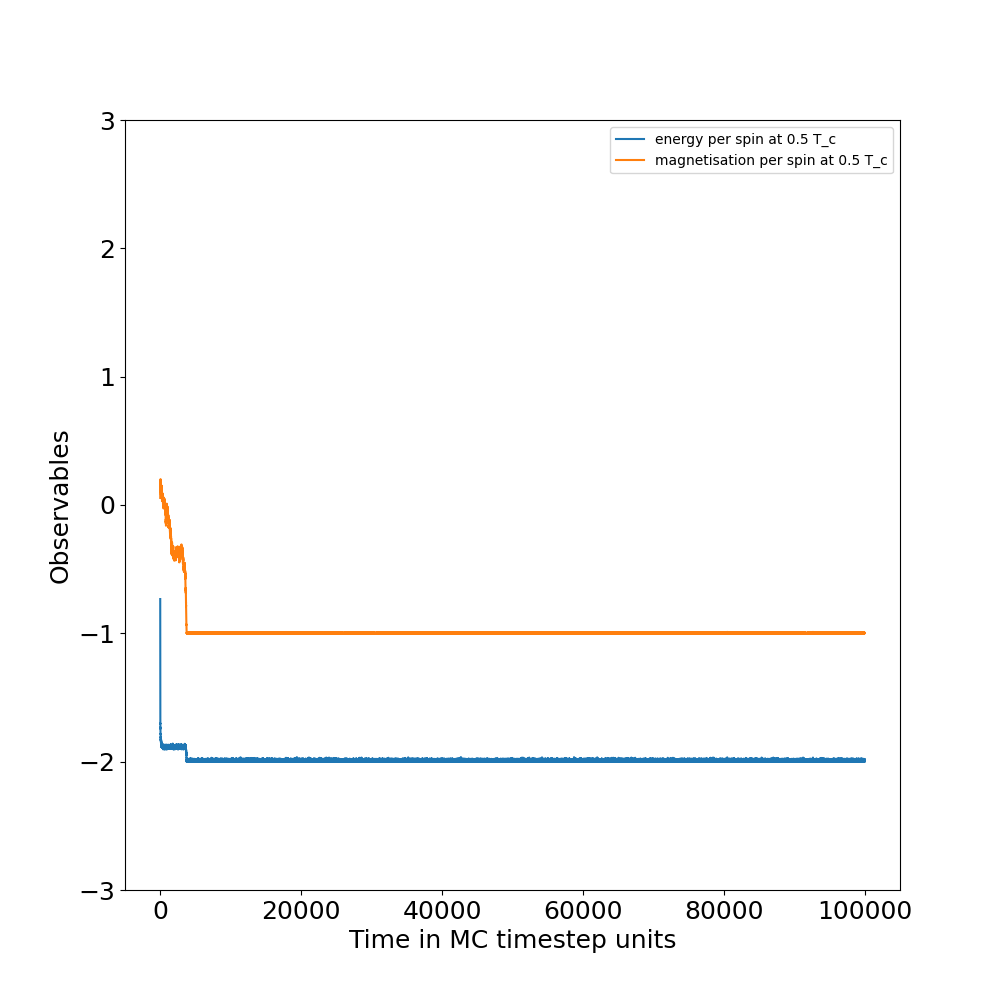 energy per spin at 0.5 T_c
magnetisation per spin at 0.5 T_c
3
2
1
0
−1
−2
−3
Observables
0 20000 40000 60000 80000 100000
Time in MC timestep units